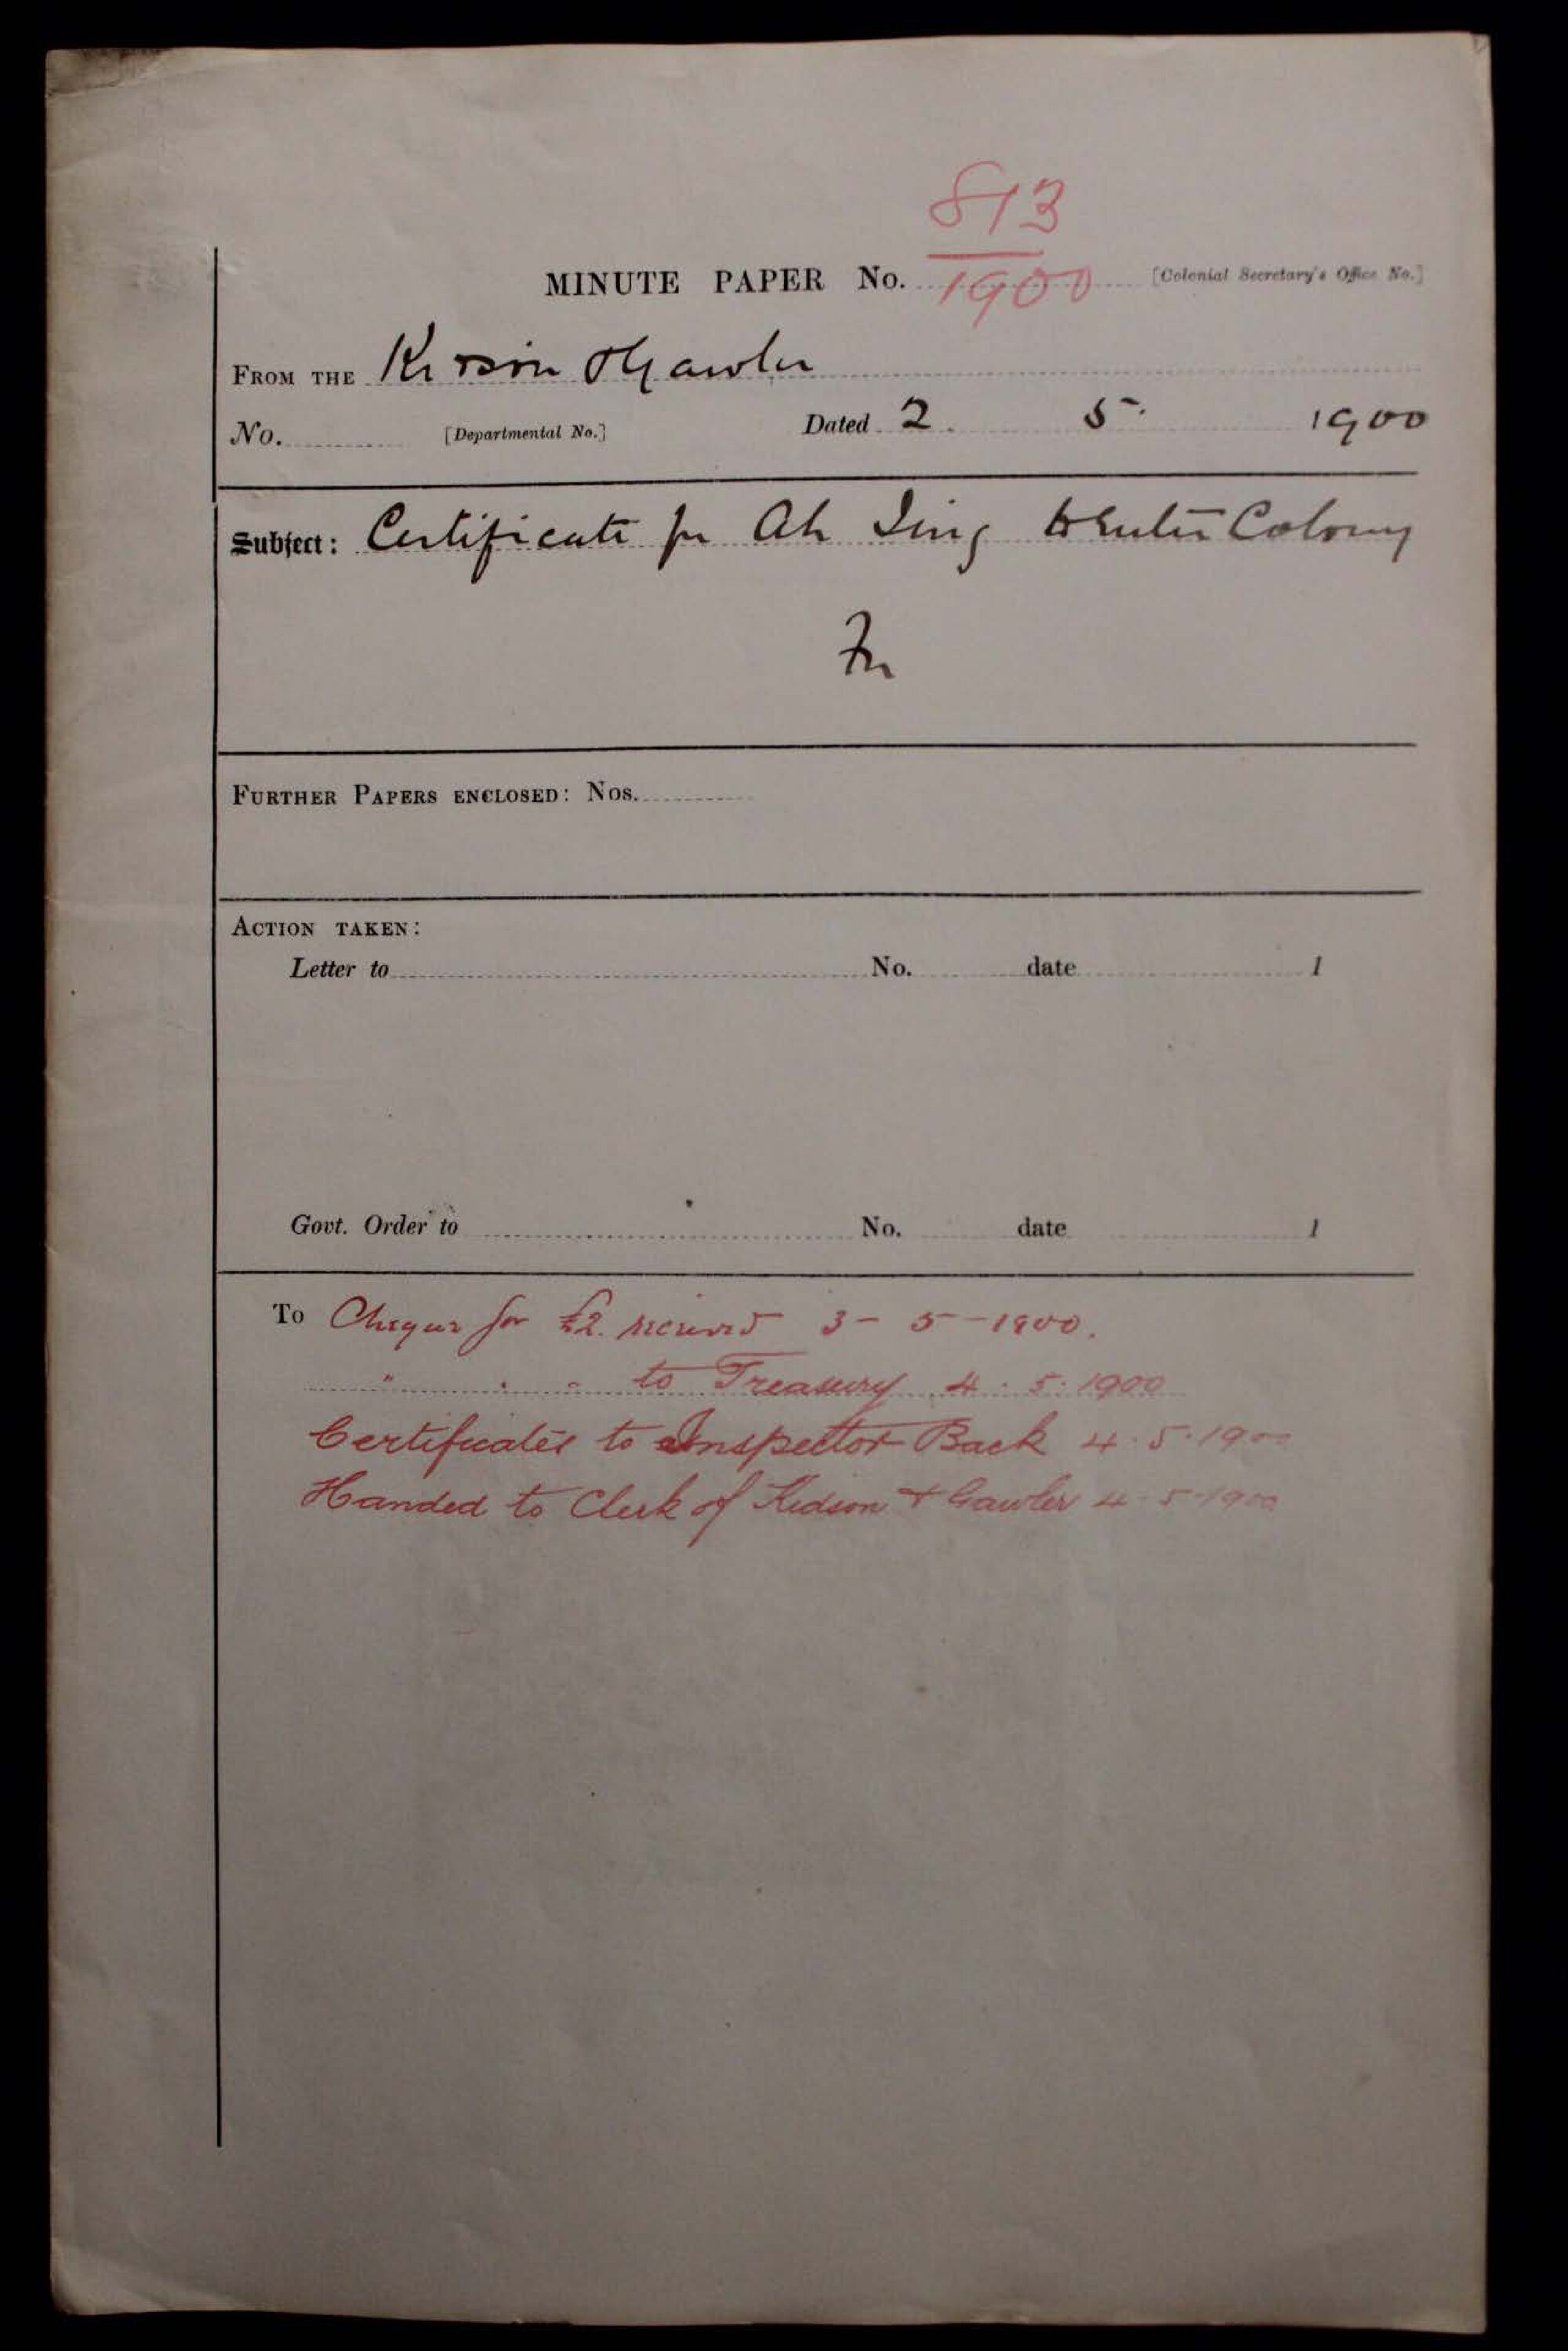 813
MINUTE PAPER No. 1900 [Colonial Secretary's Office No.]
FROM THE Kidson & Gawler
No. [Departmental No.] Dated 2. 5. 1900
Subject: Certificate for Ah Sing to Enter Colony
FURTHER PAPERS ENCLOSED: Nos.
ACTION TAKEN:
Letter to No. date 1
Govt. Order to No. date 1
To Cheque for £2. received 3 - 5 - 1900.
" " " to Treasury 4. 5. 1900
Certificates to Inspector Back 4. 5. 1900
Handed to Clerk of Kidson & Gawler 4-5-1900